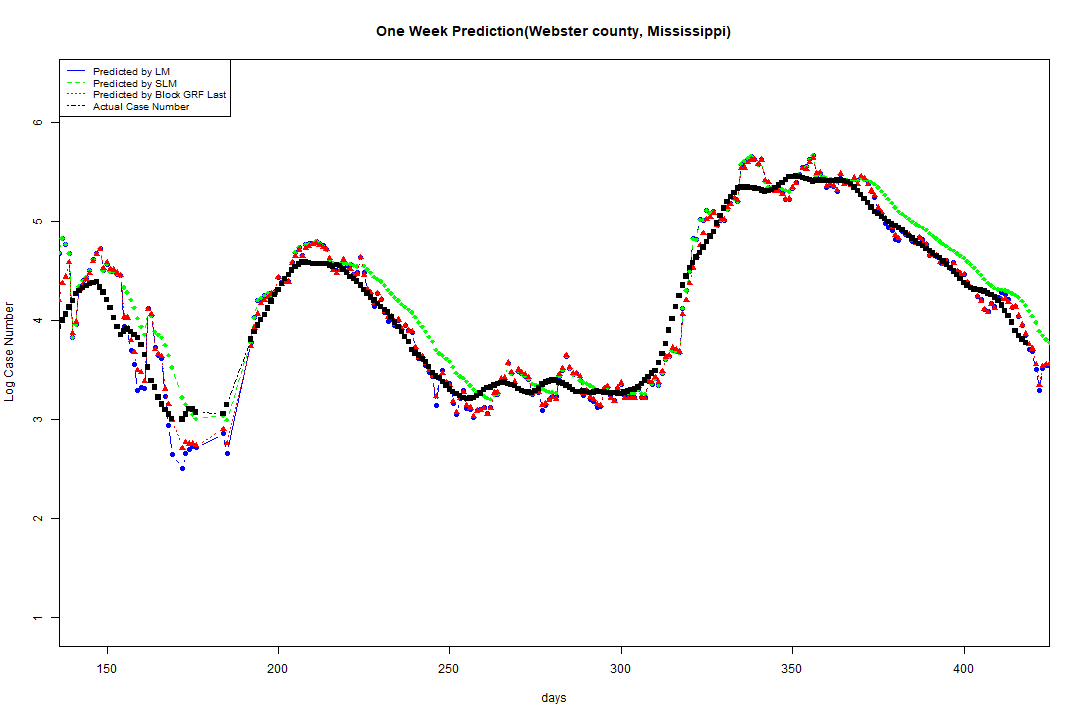 One Week Prediction(Webster county, Mississippi)
Predicted by LM
Predicted by SLM
Predicted by Block GRF Last
Actual Case Number
Log Case Number
6
5
4
3
2
1
150 200 250 300 350 400
days